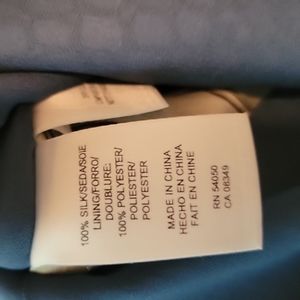 100% SILK/SEDA/SOIE
LINING/FORRO/
DOUBLURE:
100% POLYESTER/
POLIESTER/
POLYESTER
MADE IN CHINA
HECHO EN CHINA
FAIT EN CHINE
RN 54050
CA 08349